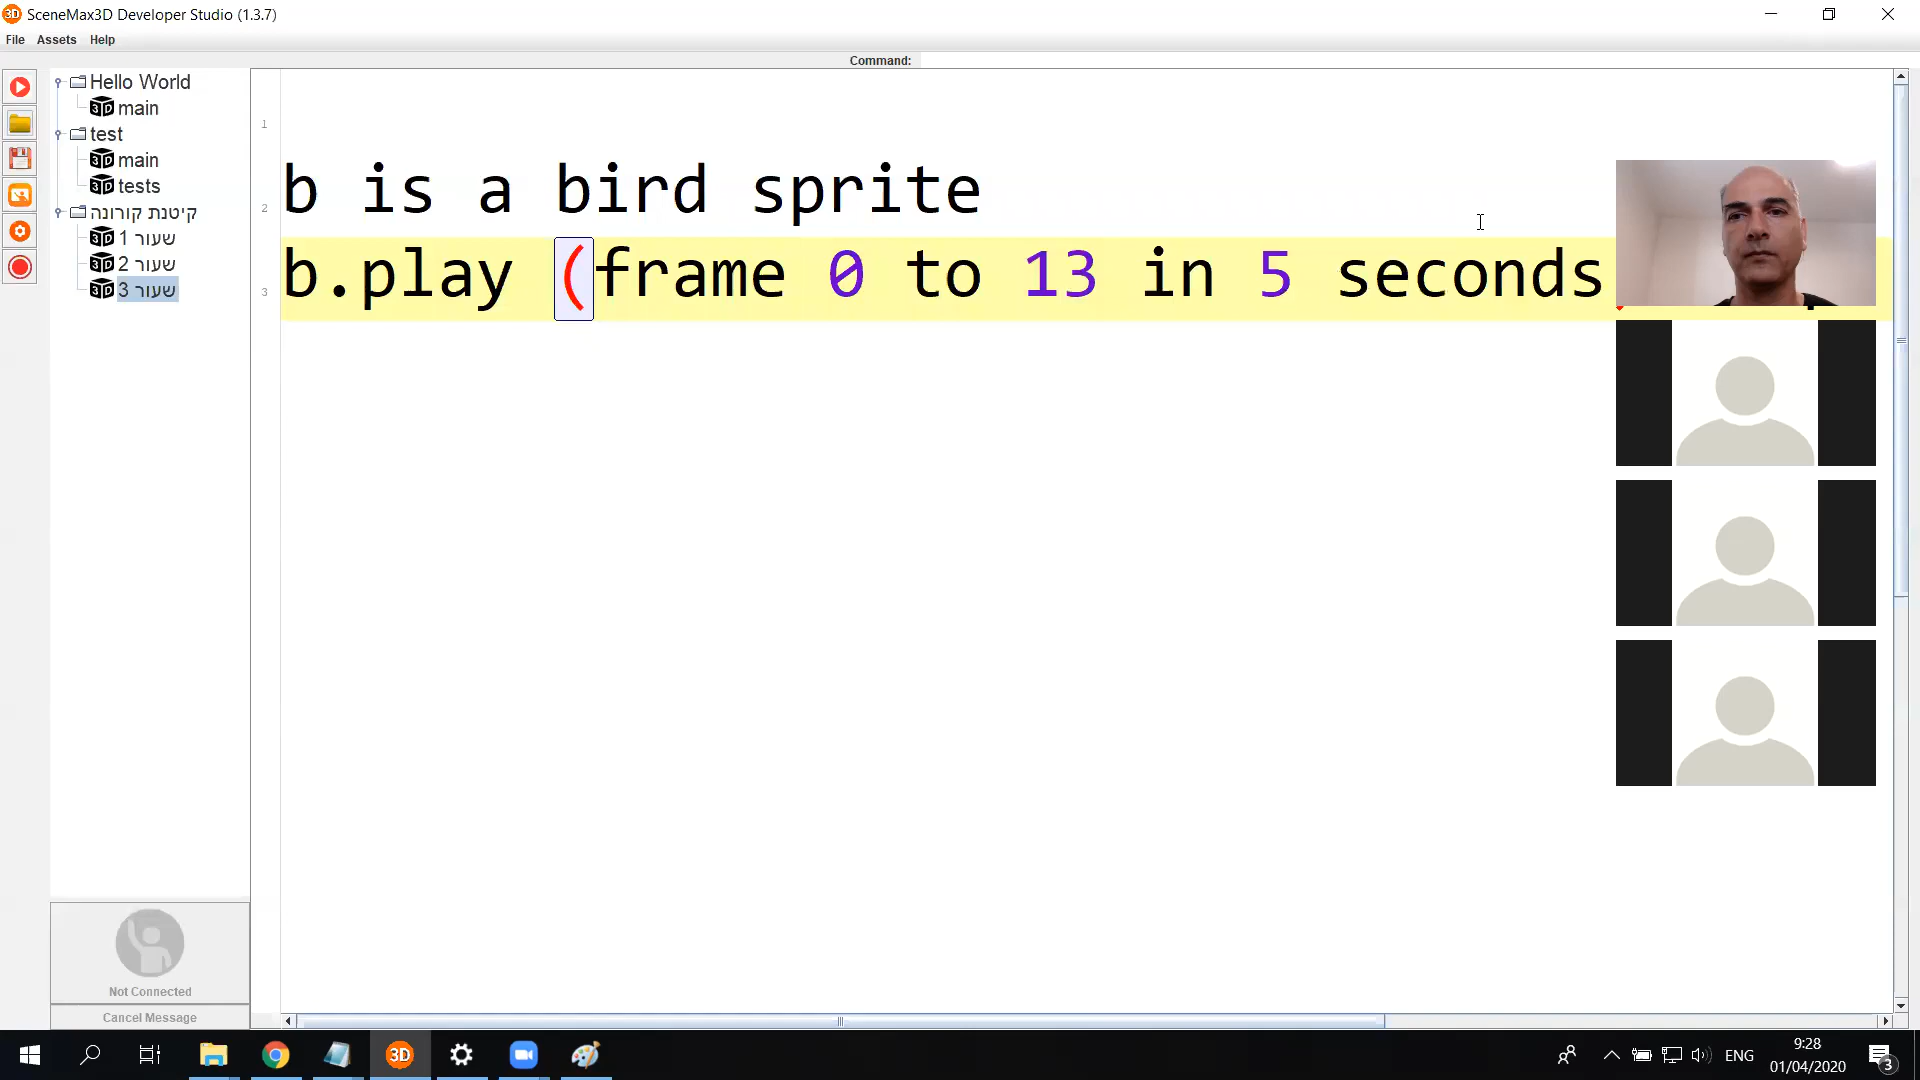 SceneMax3D Developer Studio (1.3.7)
File Assets Help
Command:
Hello World
main
test
main
tests
קיטנת קורונה
שעור 1
שעור 2
שעור 3
1
2
3
b is a bird sprite
b.play (frame 0 to 13 in 5 seconds
Not Connected
Cancel Message
3D
ENG
9:28
01/04/2020
3